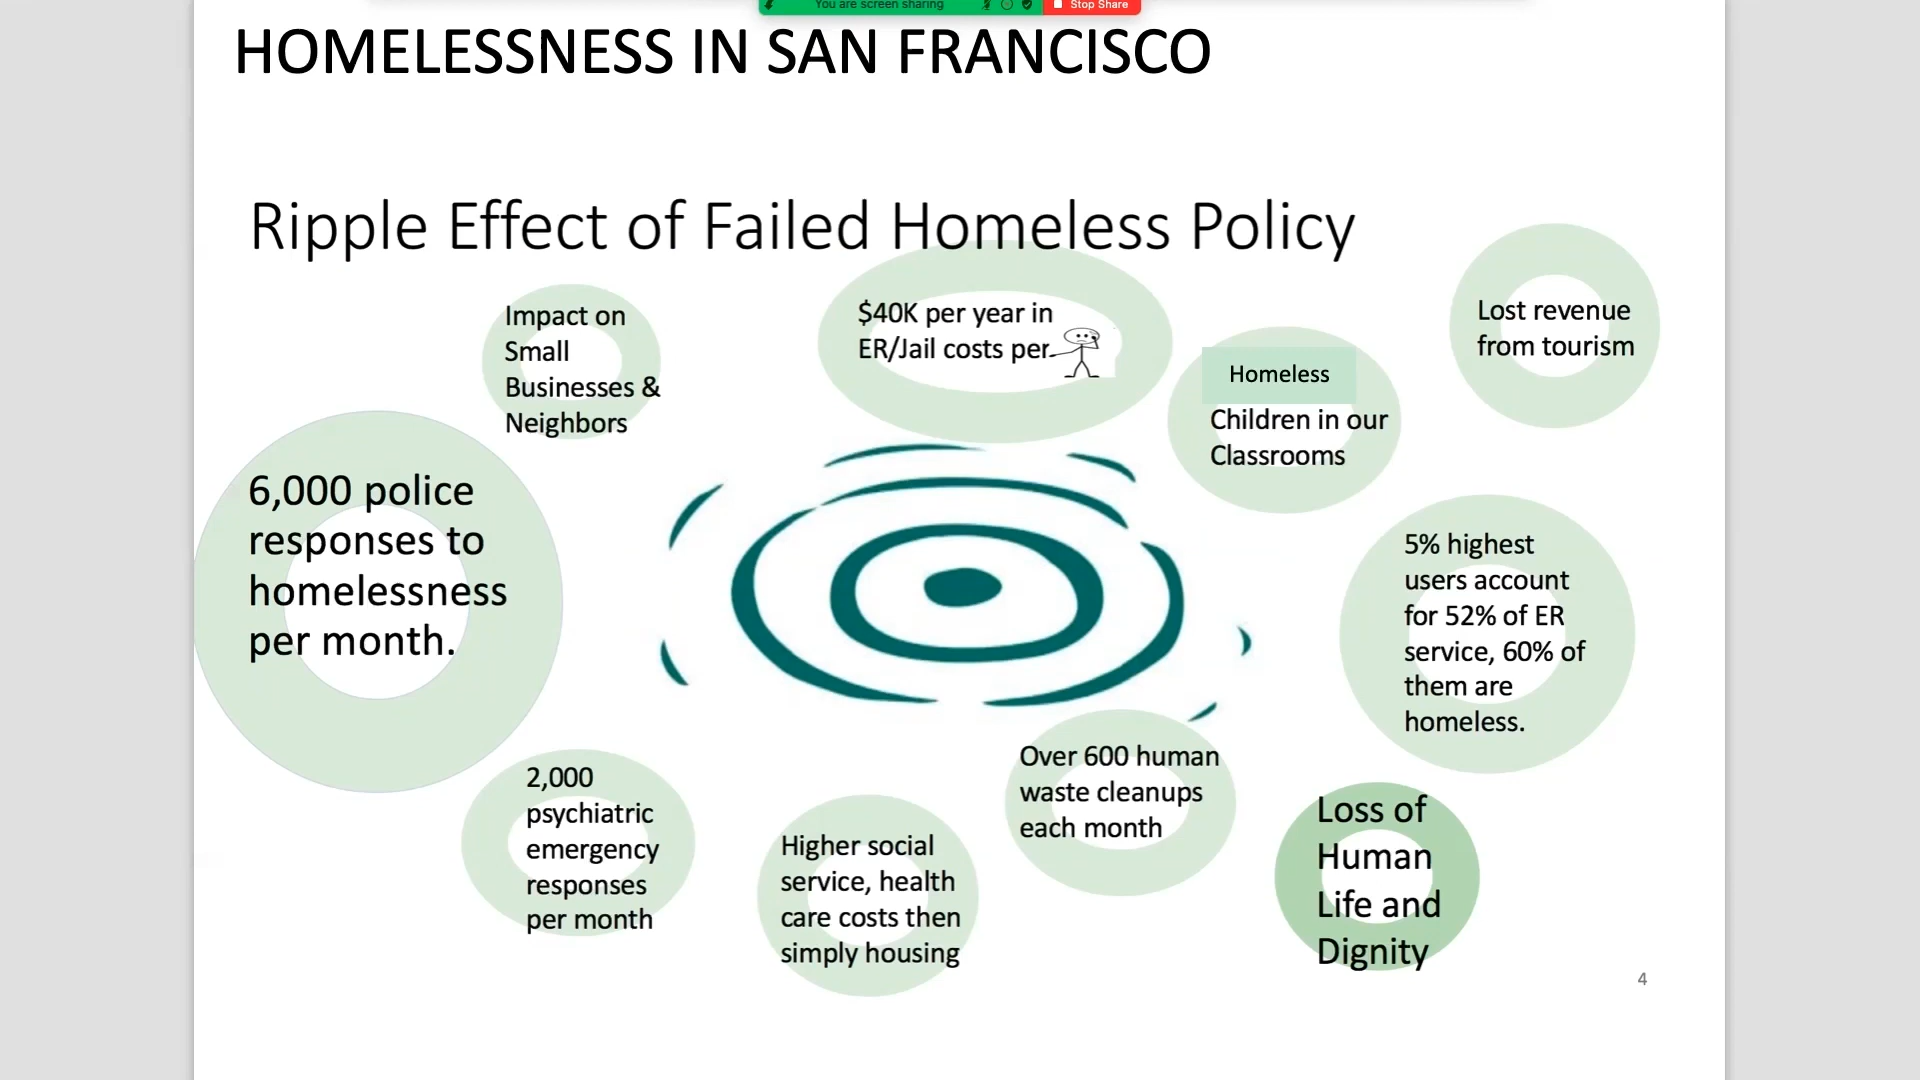 You are screen sharing
Stop Share
HOMELESSNESS IN SAN FRANCISCO
Ripple Effect of Failed Homeless Policy
Impact on
Small
Businesses &
Neighbors
$40K per year in
ER/Jail costs per
Homeless
Children in our
Classrooms
Lost revenue
from tourism
6,000 police
responses to
homelessness
per month.
5% highest
users account
for 52% of ER
service, 60% of
them are
homeless.
2,000
psychiatric
emergency
responses
per month
Higher social
service, health
care costs then
simply housing
Over 600 human
waste cleanups
each month
Loss of
Human
Life and
Dignity
4